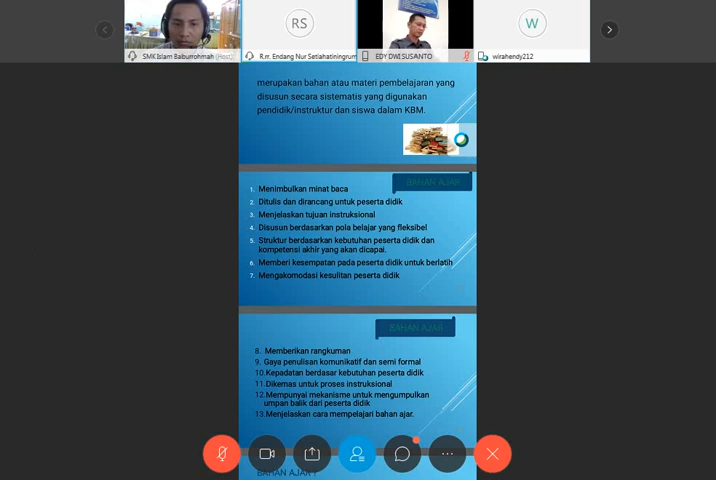 RS
W
SMK Islam Baburrohmah (Host)
R.rr. Endang Nur Setiahatiningrum
EDY DWI SUSANTO
wirahendy212
merupakan bahan atau materi pembelajaran yang
disusun secara sistematis yang digunakan
pendidik/instruktur dan siswa dalam KBM.
BAHAN AJAR
1. Menimbulkan minat baca
2. Ditulis dan dirancang untuk peserta didik
3. Menjelaskan tujuan instruksional
4. Disusun berdasarkan pola belajar yang fleksibel
5. Struktur berdasarkan kebutuhan peserta didik dan
kompetensi akhir yang akan dicapai.
6. Memberi kesempatan pada peserta didik untuk berlatih
7. Mengakomodasi kesulitan peserta didik
BAHAN AJAR
8. Memberikan rangkuman
9. Gaya penulisan komunikatif dan semi formal
10.Kepadatan berdasar kebutuhan peserta didik
11.Dikemas untuk proses instruksional
12.Mempunyai mekanisme untuk mengumpulkan
umpan balik dari peserta didik
13.Menjelaskan cara mempelajari bahan ajar.
BAHAN AJAR